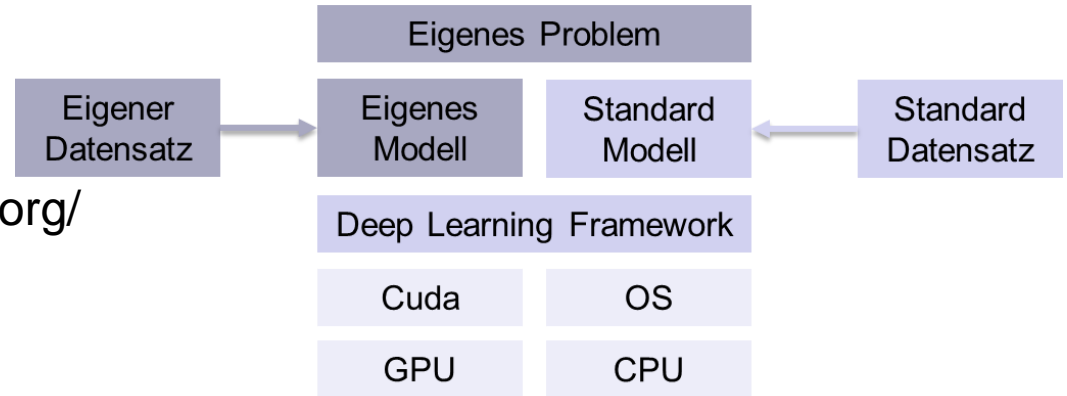 Eigenes Problem
Eigener
Datensatz
Eigenes
Modell
Standard
Modell
Standard
Datensatz
org/
Deep Learning Framework
Cuda
OS
GPU
CPU